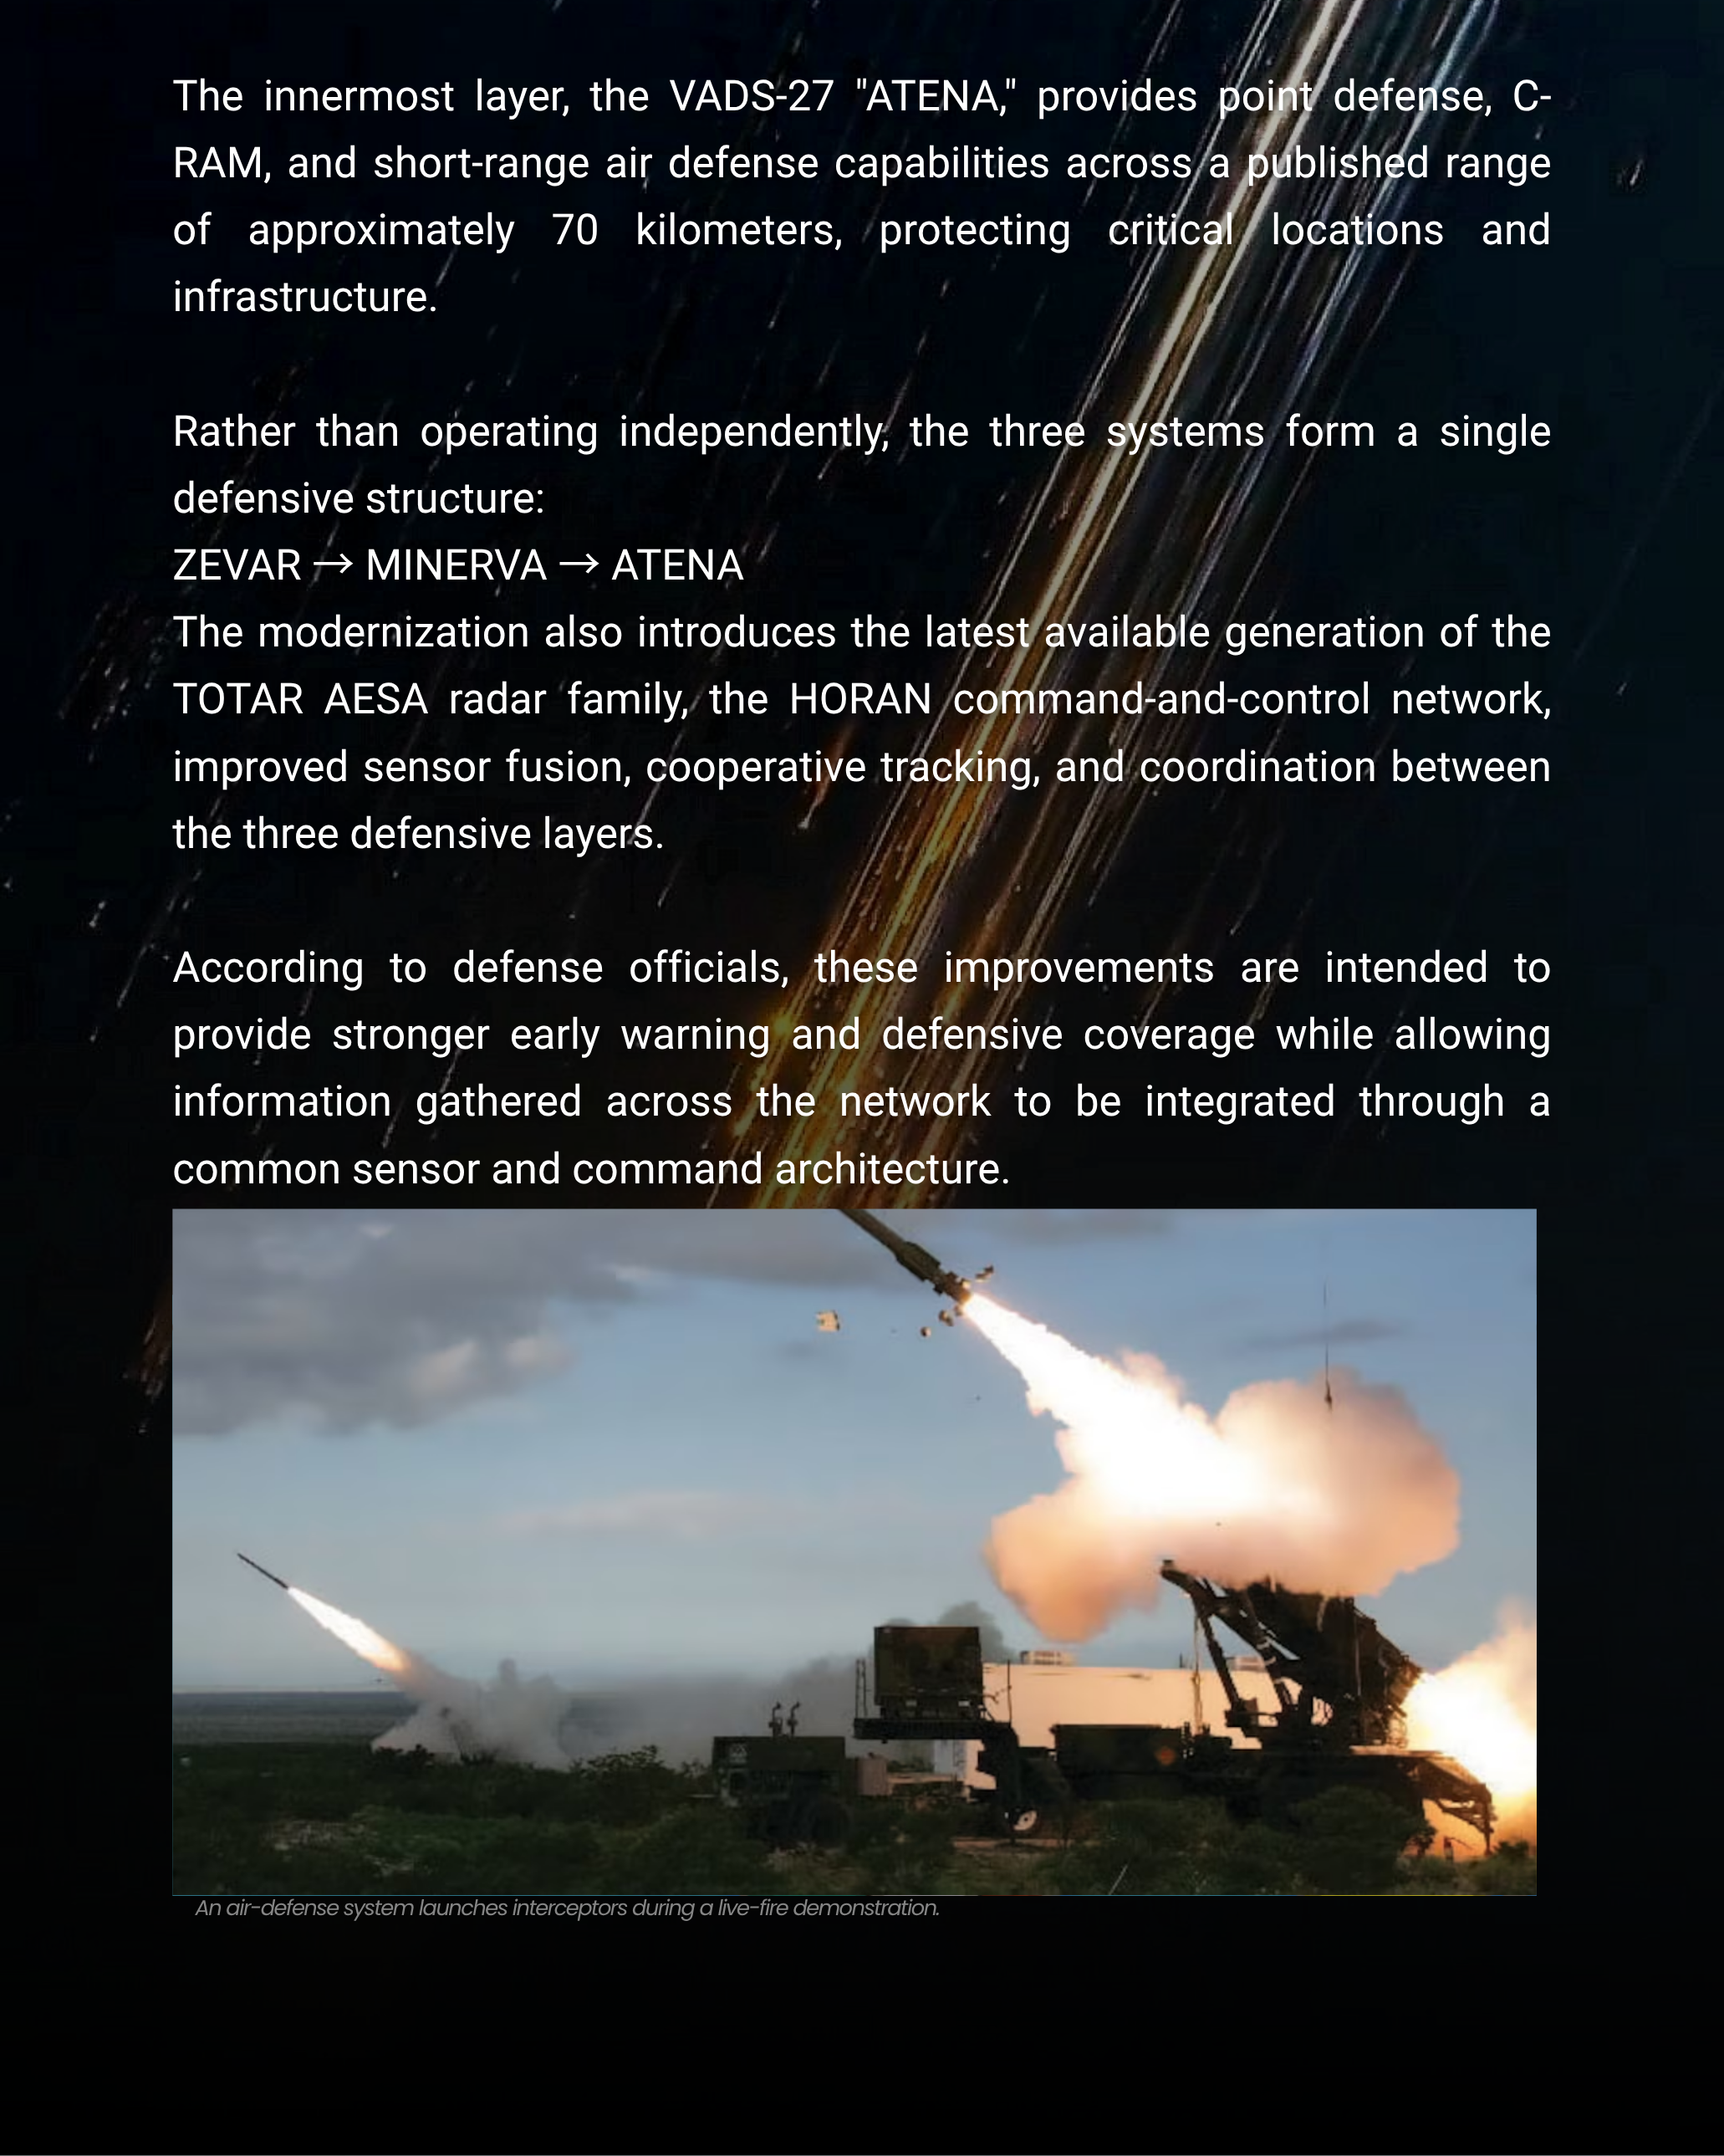 The innermost layer, the VADS-27 "ATENA," provides point defense, C-
RAM, and short-range air defense capabilities across a published range
of approximately 70 kilometers, protecting critical locations and
infrastructure.
Rather than operating independently, the three systems form a single
defensive structure:
ZEVAR → MINERVA → ATENA
The modernization also introduces the latest available generation of the
TOTAR AESA radar family, the HORAN command-and-control network,
improved sensor fusion, cooperative tracking, and coordination between
the three defensive layers.
According to defense officials, these improvements are intended to
provide stronger early warning and defensive coverage while allowing
information gathered across the network to be integrated through a
common sensor and command architecture.
An air-defense system launches interceptors during a live-fire demonstration.